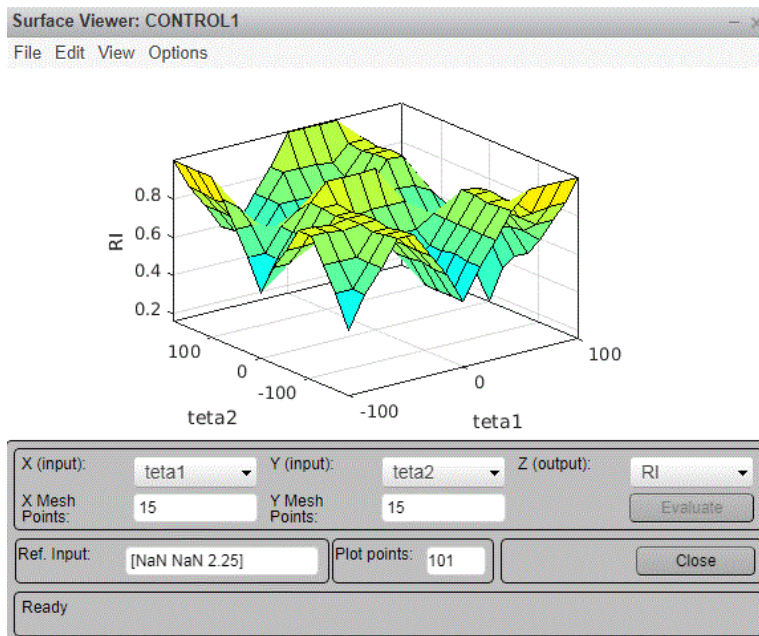 Surface Viewer: CONTROL1
File Edit View Options
0.8
0.6
0.4
0.2
RI
100
0
-100
teta2
-100
0
100
teta1
X (input): teta1 Y (input): teta2 Z (output): RI
X Mesh Points: 15 Y Mesh Points: 15 Evaluate
Ref. Input: [NaN NaN 2.25] Plot points: 101 Close
Ready